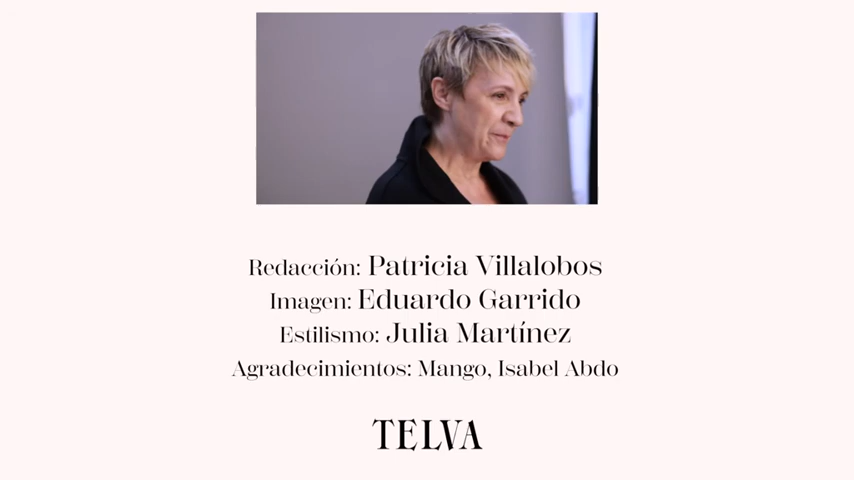 Redacción: Patricia Villalobos
Imagen: Eduardo Garrido
Estilismo: Julia Martínez
Agradecimientos: Mango, Isabel Abdo
TELVA